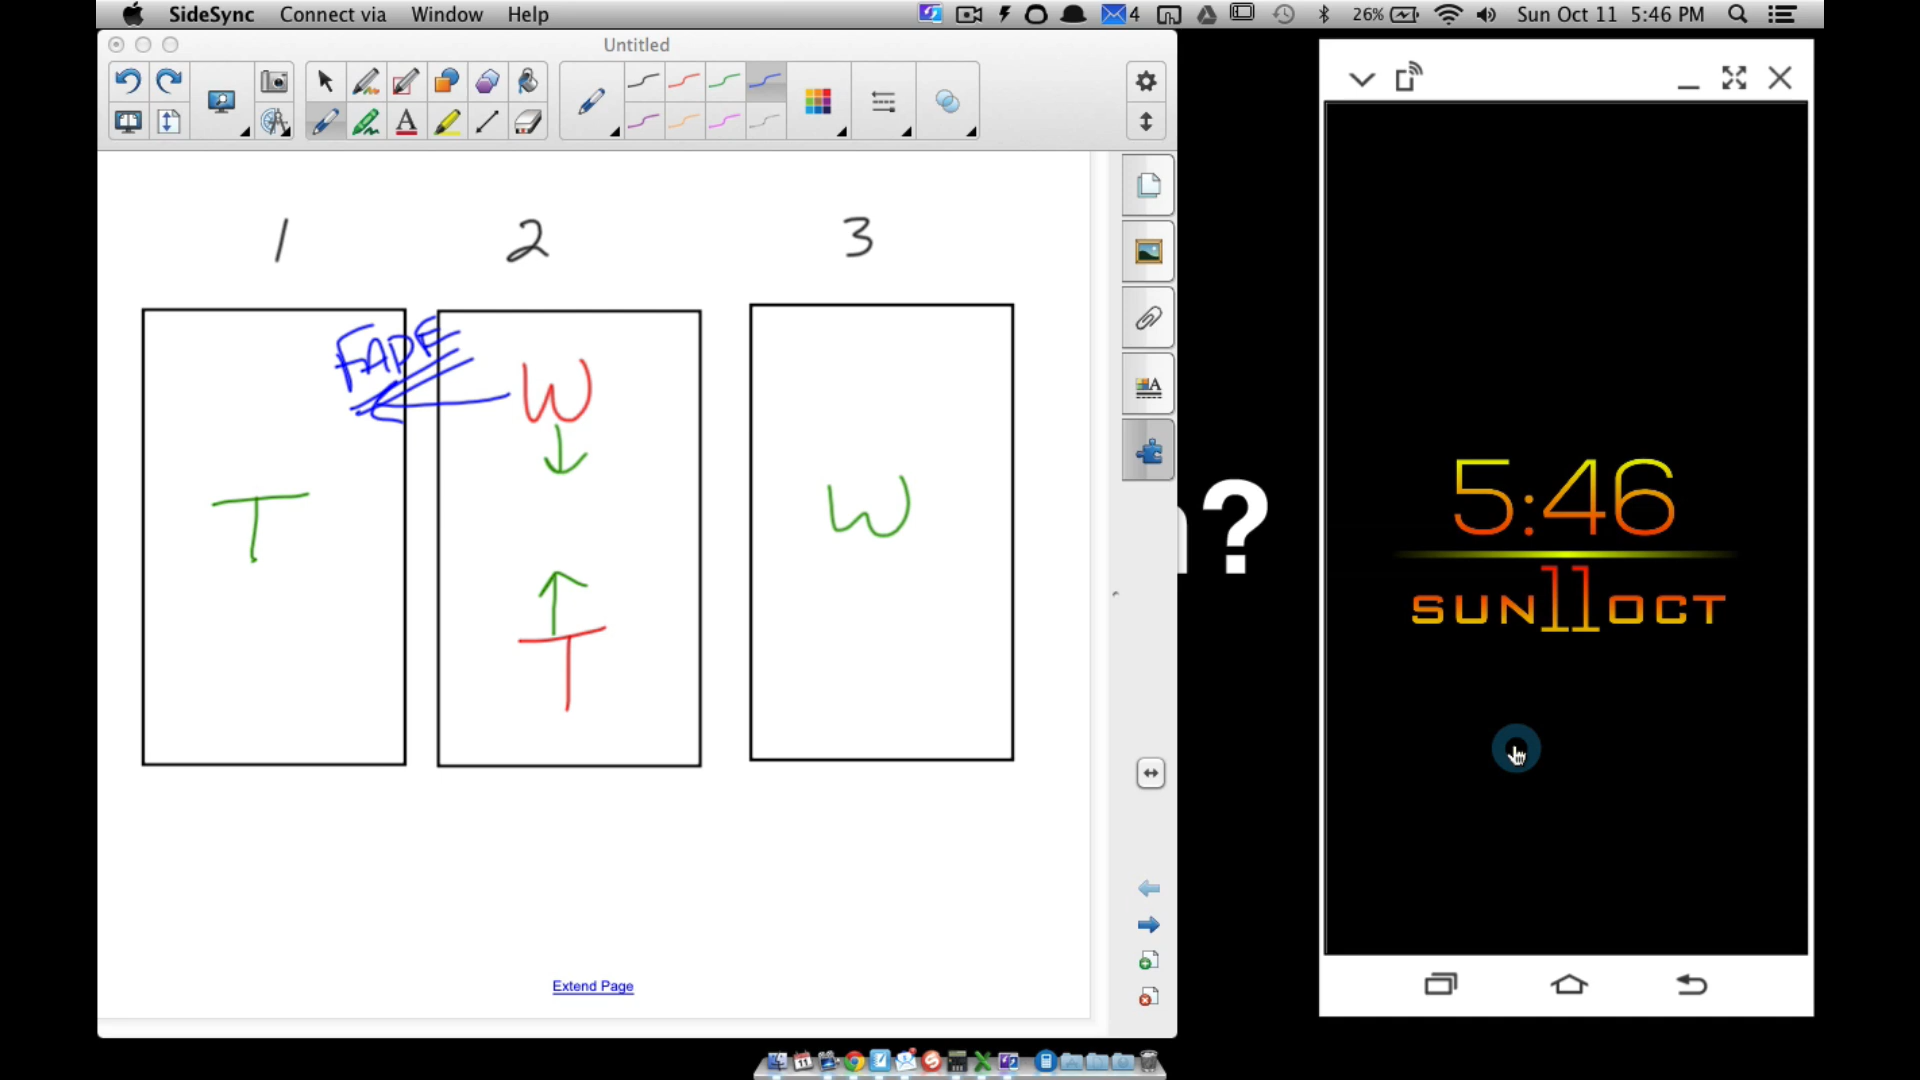 SideSync Connect via Window Help 4 26% Sun Oct 11 5:46 PM
Untitled
A
A
1 2 3
FADE
W
T
W
T
?
5:46
SUN 11 OCT
Extend Page